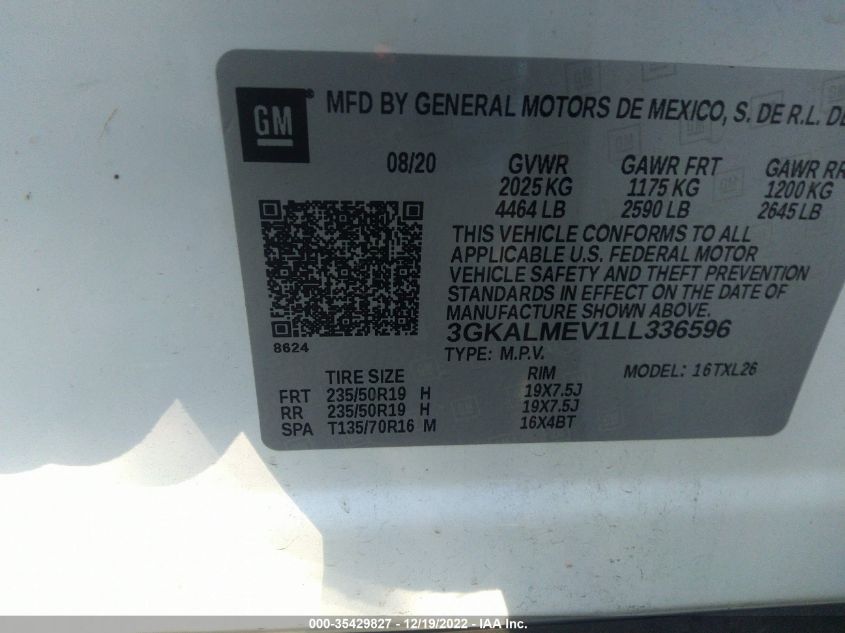 GM ® MFD BY GENERAL MOTORS DE MEXICO, S. DE R.L. DE
08/20 GVWR GAWR FRT GAWR RR
2025 KG 1175 KG 1200 KG
4464 LB 2590 LB 2645 LB
THIS VEHICLE CONFORMS TO ALL
APPLICABLE U.S. FEDERAL MOTOR
VEHICLE SAFETY AND THEFT PREVENTION
STANDARDS IN EFFECT ON THE DATE OF
MANUFACTURE SHOWN ABOVE.
3GKALMEV1LL336596
8624
TYPE: M.P.V. MODEL: 16TXL26
TIRE SIZE RIM
FRT 235/50R19 H 19X7.5J
RR 235/50R19 H 19X7.5J
SPA T135/70R16 M 16X4BT
000-35429827 - 12/19/2022 - IAAI, Inc.